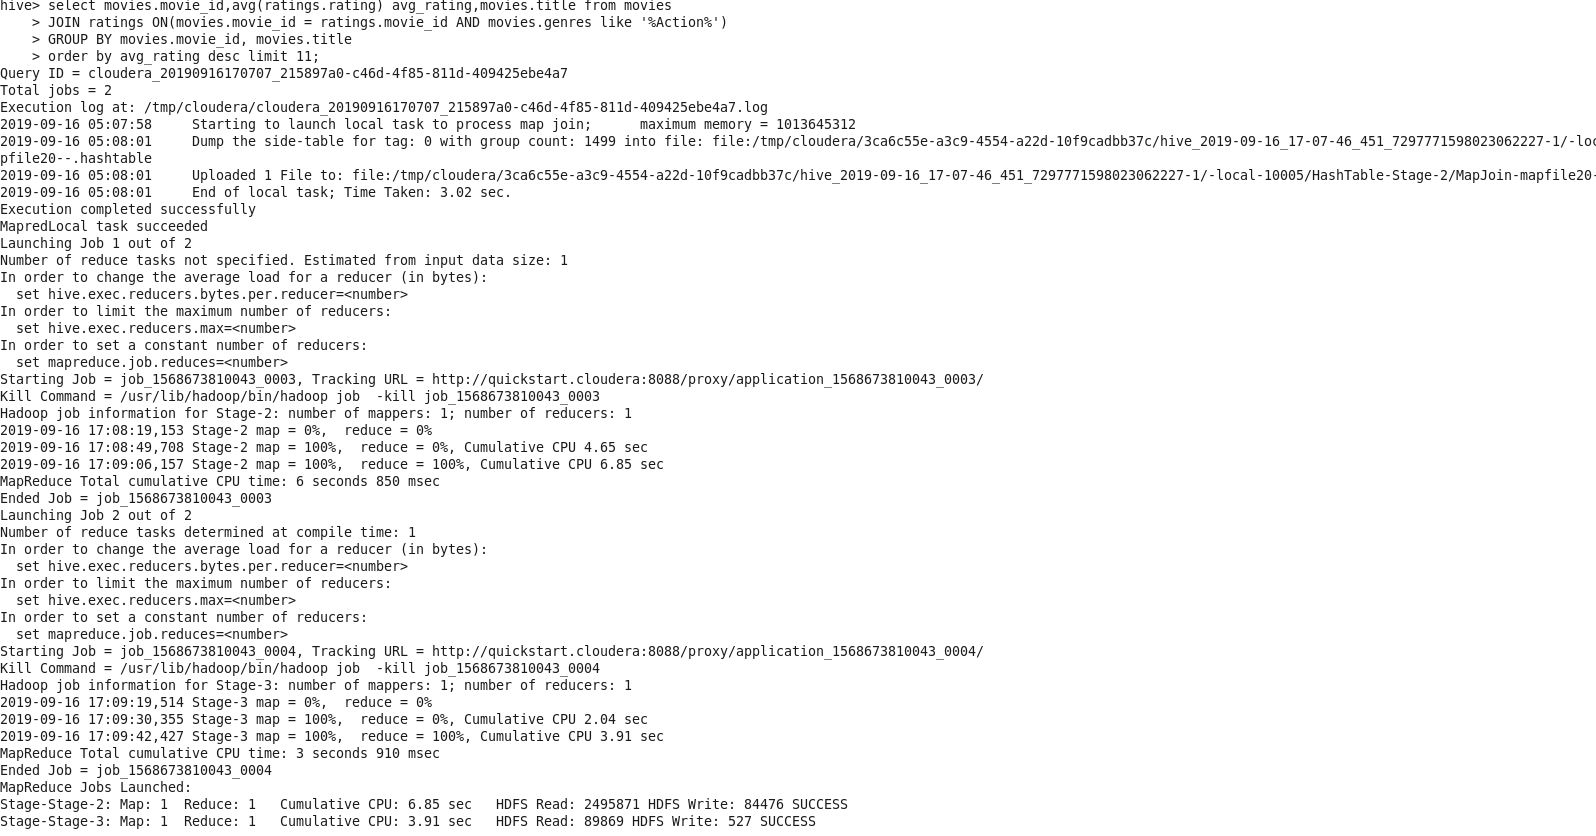 hive> select movies.movie_id,avg(ratings.rating) avg_rating,movies.title from movies
    > JOIN ratings ON(movies.movie_id = ratings.movie_id AND movies.genres like '%Action%')
    > GROUP BY movies.movie_id, movies.title
    > order by avg_rating desc limit 11;
Query ID = cloudera_20190916170707_215897a0-c46d-4f85-811d-409425ebe4a7
Total jobs = 2
Execution log at: /tmp/cloudera/cloudera_20190916170707_215897a0-c46d-4f85-811d-409425ebe4a7.log
2019-09-16 05:07:58     Starting to launch local task to process map join;      maximum memory = 1013645312
2019-09-16 05:08:01     Dump the side-table for tag: 0 with group count: 1499 into file: file:/tmp/cloudera/3ca6c55e-a3c9-4554-a22d-10f9cadbb37c/hive_2019-09-16_17-07-46_451_7297771598023062227-1/-loc
pfile20--.hashtable
2019-09-16 05:08:01     Uploaded 1 File to: file:/tmp/cloudera/3ca6c55e-a3c9-4554-a22d-10f9cadbb37c/hive_2019-09-16_17-07-46_451_7297771598023062227-1/-local-10005/HashTable-Stage-2/MapJoin-mapfile20-
2019-09-16 05:08:01     End of local task; Time Taken: 3.02 sec.
Execution completed successfully
MapredLocal task succeeded
Launching Job 1 out of 2
Number of reduce tasks not specified. Estimated from input data size: 1
In order to change the average load for a reducer (in bytes):
  set hive.exec.reducers.bytes.per.reducer=<number>
In order to limit the maximum number of reducers:
  set hive.exec.reducers.max=<number>
In order to set a constant number of reducers:
  set mapreduce.job.reduces=<number>
Starting Job = job_1568673810043_0003, Tracking URL = http://quickstart.cloudera:8088/proxy/application_1568673810043_0003/
Kill Command = /usr/lib/hadoop/bin/hadoop job  -kill job_1568673810043_0003
Hadoop job information for Stage-2: number of mappers: 1; number of reducers: 1
2019-09-16 17:08:19,153 Stage-2 map = 0%,  reduce = 0%
2019-09-16 17:08:49,708 Stage-2 map = 100%,  reduce = 0%, Cumulative CPU 4.65 sec
2019-09-16 17:09:06,157 Stage-2 map = 100%,  reduce = 100%, Cumulative CPU 6.85 sec
MapReduce Total cumulative CPU time: 6 seconds 850 msec
Ended Job = job_1568673810043_0003
Launching Job 2 out of 2
Number of reduce tasks determined at compile time: 1
In order to change the average load for a reducer (in bytes):
  set hive.exec.reducers.bytes.per.reducer=<number>
In order to limit the maximum number of reducers:
  set hive.exec.reducers.max=<number>
In order to set a constant number of reducers:
  set mapreduce.job.reduces=<number>
Starting Job = job_1568673810043_0004, Tracking URL = http://quickstart.cloudera:8088/proxy/application_1568673810043_0004/
Kill Command = /usr/lib/hadoop/bin/hadoop job  -kill job_1568673810043_0004
Hadoop job information for Stage-3: number of mappers: 1; number of reducers: 1
2019-09-16 17:09:19,514 Stage-3 map = 0%,  reduce = 0%
2019-09-16 17:09:30,355 Stage-3 map = 100%,  reduce = 0%, Cumulative CPU 2.04 sec
2019-09-16 17:09:42,427 Stage-3 map = 100%,  reduce = 100%, Cumulative CPU 3.91 sec
MapReduce Total cumulative CPU time: 3 seconds 910 msec
Ended Job = job_1568673810043_0004
MapReduce Jobs Launched:
Stage-Stage-2: Map: 1  Reduce: 1   Cumulative CPU: 6.85 sec   HDFS Read: 2495871 HDFS Write: 84476 SUCCESS
Stage-Stage-3: Map: 1  Reduce: 1   Cumulative CPU: 3.91 sec   HDFS Read: 89869 HDFS Write: 527 SUCCESS